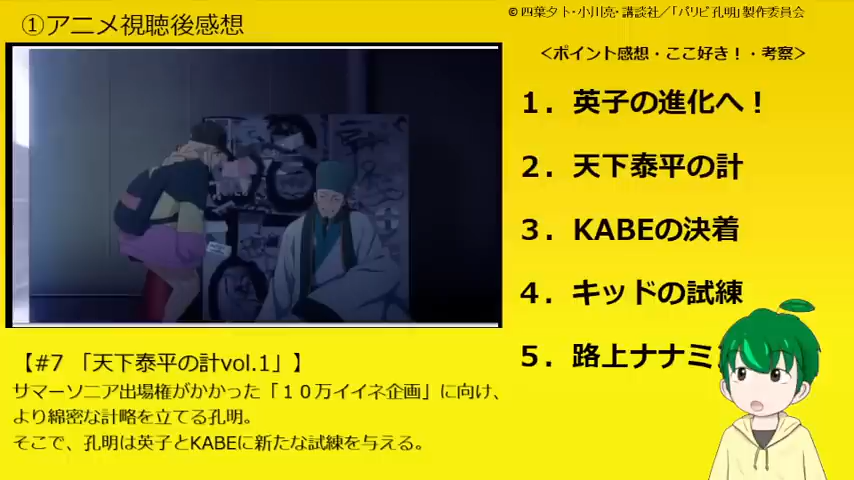 ①アニメ視聴後感想
© 四葉夕ト・小川亮・講談社／「パリピ孔明」製作委員会
＜ポイント感想・ここ好き！・考察＞
１．英子の進化へ！
２．天下泰平の計
３．KABEの決着
４．キッドの試練
５．路上ナナミ
【#7 「天下泰平の計vol.1」】
サマーソニア出場権がかかった「１０万イイネ企画」に向け、
より綿密な計略を立てる孔明。
そこで、孔明は英子とKABEに新たな試練を与える。